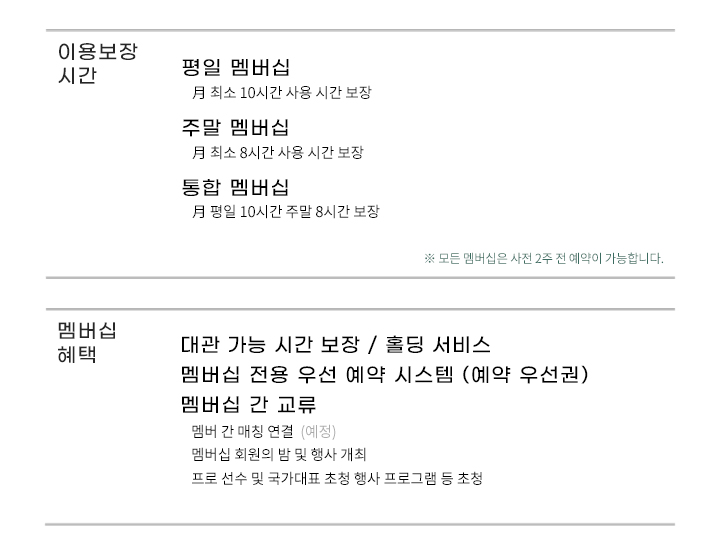 이용보장
시간
평일 멤버십
月 최소 10시간 사용 시간 보장
주말 멤버십
月 최소 8시간 사용 시간 보장
통합 멤버십
月 평일 10시간 주말 8시간 보장
※ 모든 멤버십은 사전 2주 전 예약이 가능합니다.
멤버십
혜택
대관 가능 시간 보장 / 홀딩 서비스
멤버십 전용 우선 예약 시스템 (예약 우선권)
멤버십 간 교류
멤버 간 매칭 연결 (예정)
멤버십 회원의 밤 및 행사 개최
프로 선수 및 국가대표 초청 행사 프로그램 등 초청